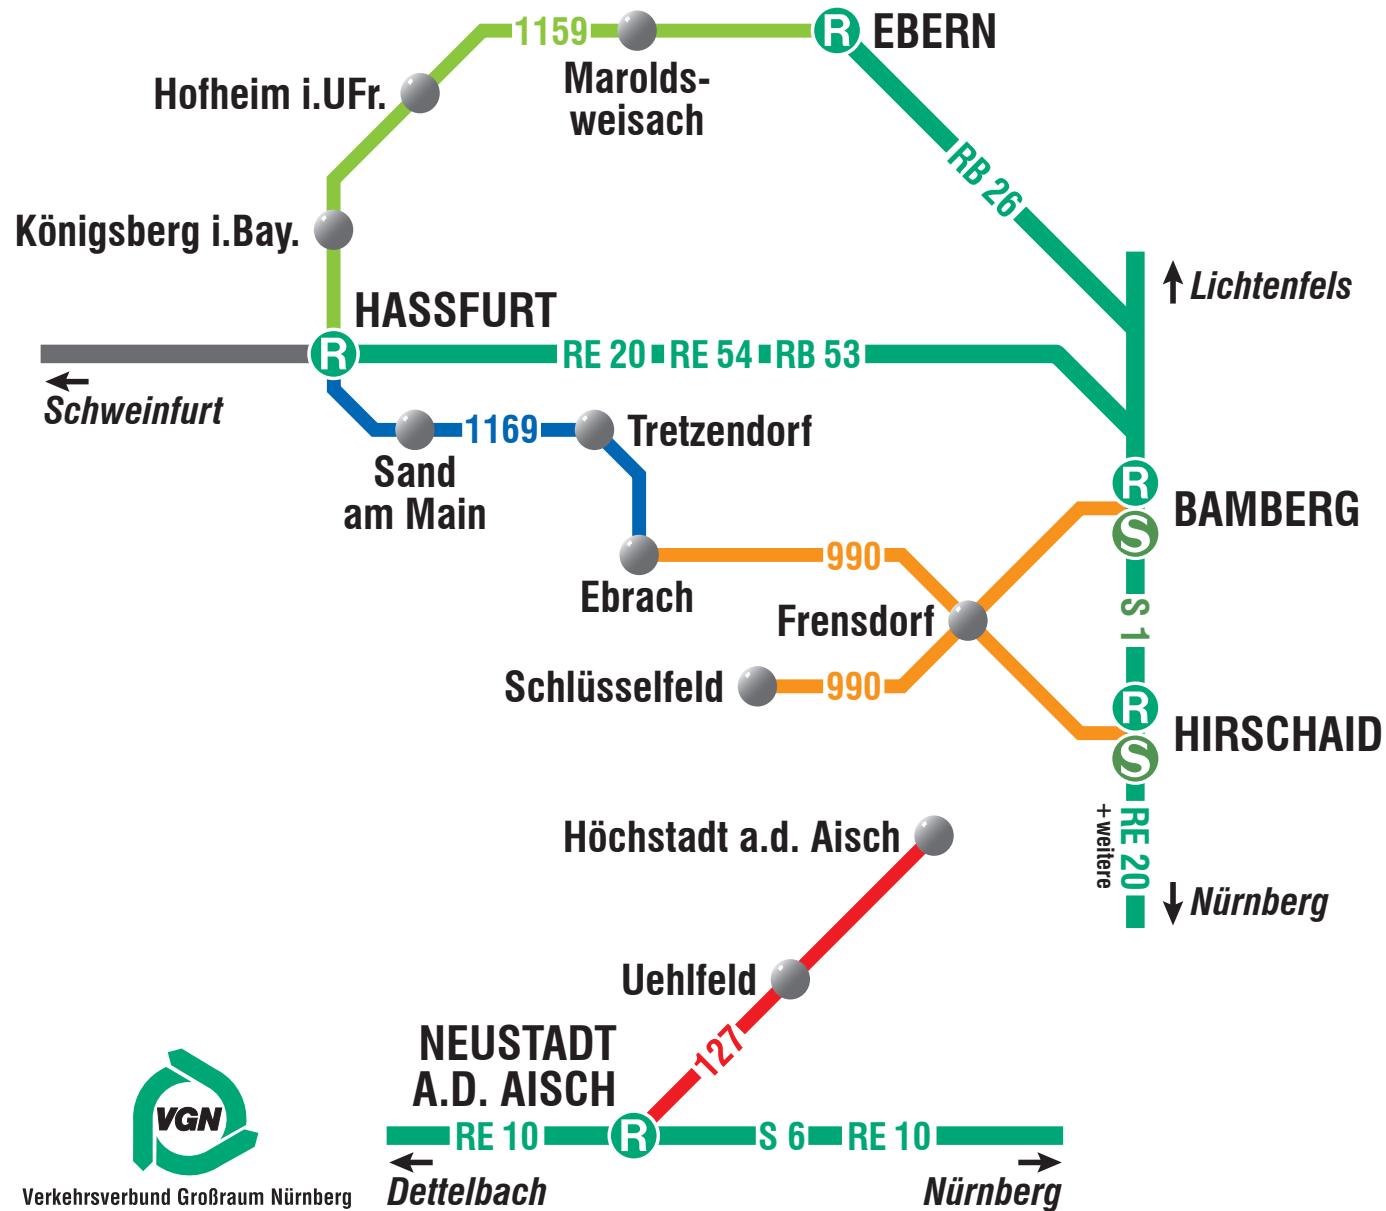 1159
R EBERN
Hofheim i.UFr.
Marolds-
weisach
RB 26
Königsberg i.Bay.
Lichtenfels
HASSFURT
R
RE 20 RE 54 RB 53
Schweinfurt
1169
Tretzendorf
Sand
am Main
R
S
BAMBERG
990
Ebrach
S 1
Frensdorf
Schlüsselfeld
990
R
S
HIRSCHAID
RE 20
+ weitere
Höchstadt a.d. Aisch
Nürnberg
Uehlfeld
127
NEUSTADT
A.D. AISCH
RE 10
R
S 6
RE 10
Dettelbach
Nürnberg
VGN
Verkehrsverbund Großraum Nürnberg